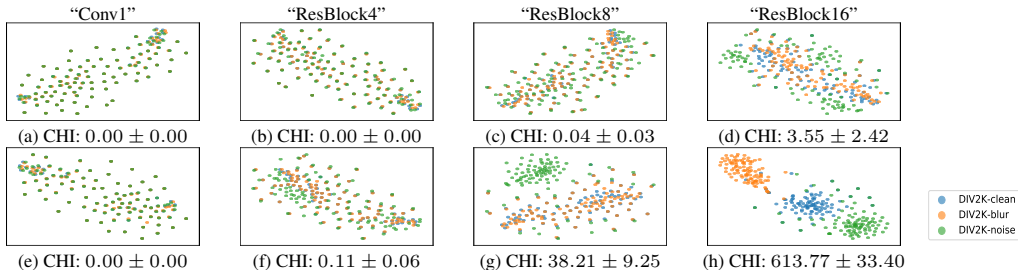 “Conv1” “ResBlock4” “ResBlock8” “ResBlock16”
(a) CHI: 0.00 ± 0.00 (b) CHI: 0.00 ± 0.00 (c) CHI: 0.04 ± 0.03 (d) CHI: 3.55 ± 2.42
DIV2K-clean
DIV2K-blur
DIV2K-noise
(e) CHI: 0.00 ± 0.00 (f) CHI: 0.11 ± 0.06 (g) CHI: 38.21 ± 9.25 (h) CHI: 613.77 ± 33.40